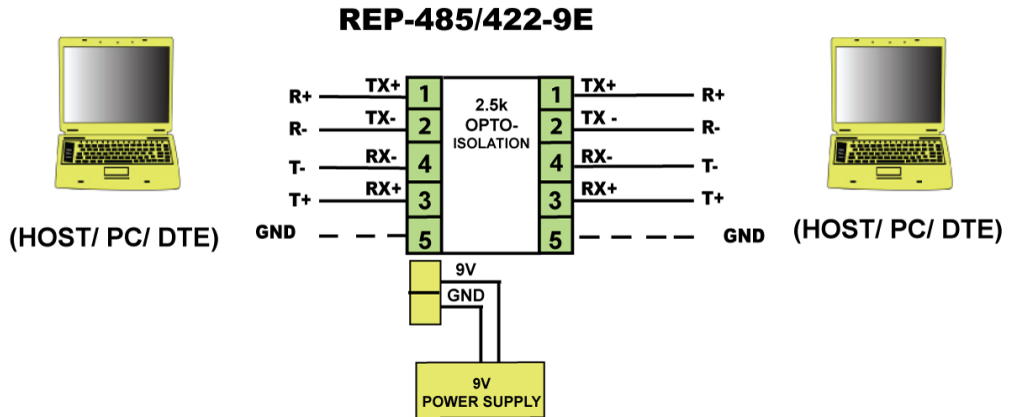 REP-485/422-9E
R+ TX+ 1 2.5k 1 TX+ R+
R- TX- 2 OPTO- 2 TX - R-
ISOLATION
T- RX- 4 4 RX- T-
T+ RX+ 3 3 RX+ T+
(HOST/ PC/ DTE) GND 5 5 GND (HOST/ PC/ DTE)
9V
GND
9V
POWER SUPPLY